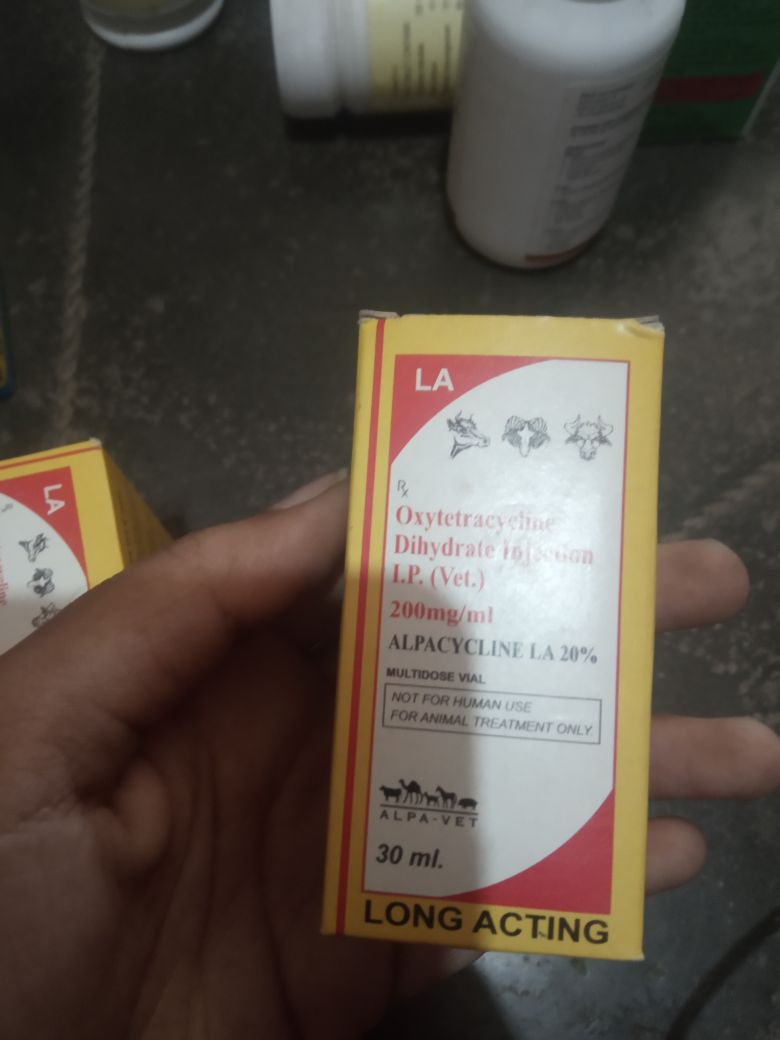 LA
Rx
Oxytetracycline
Dihydrate Injection
I.P. (Vet.)
200mg/ml
ALPACYCLINE LA 20%
MULTIDOSE VIAL
NOT FOR HUMAN USE
FOR ANIMAL TREATMENT ONLY.
ALPA-VET
30 ml.
LONG ACTING
LA